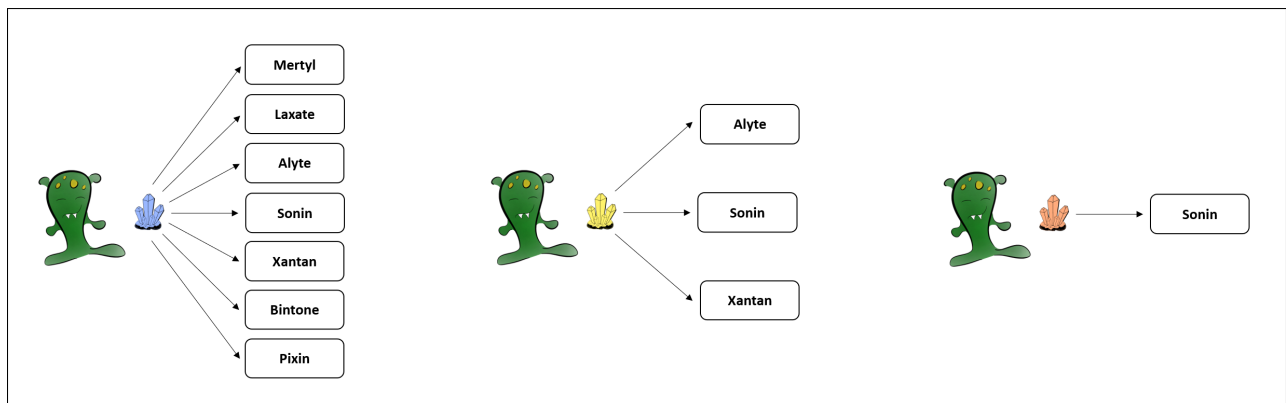 Mertyl
Laxate
Alyte
Sonin
Xantan
Bintone
Pixin
Alyte
Sonin
Xantan
Sonin